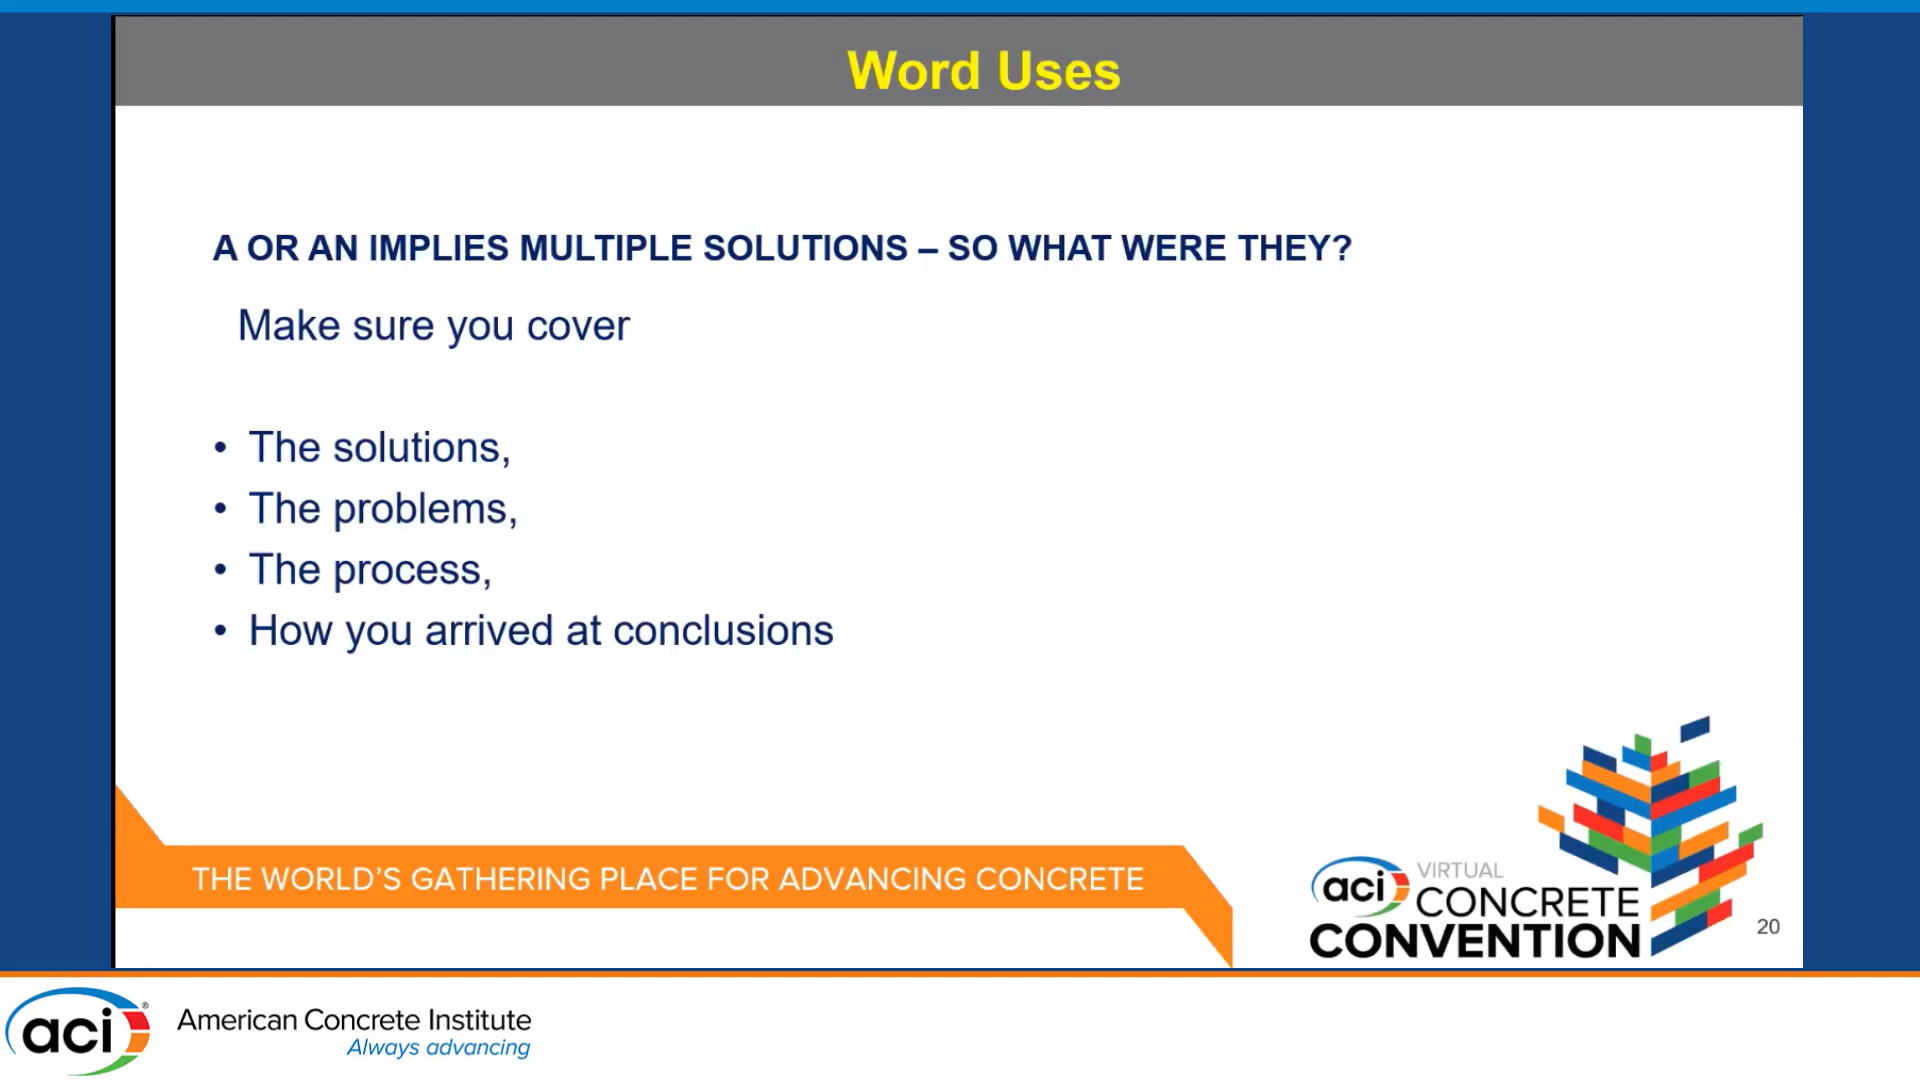 Word Uses
A OR AN IMPLIES MULTIPLE SOLUTIONS – SO WHAT WERE THEY?
Make sure you cover
• The solutions,
• The problems,
• The process,
• How you arrived at conclusions
THE WORLD'S GATHERING PLACE FOR ADVANCING CONCRETE
aci VIRTUAL
CONCRETE
CONVENTION
20
aci®
American Concrete Institute
Always advancing